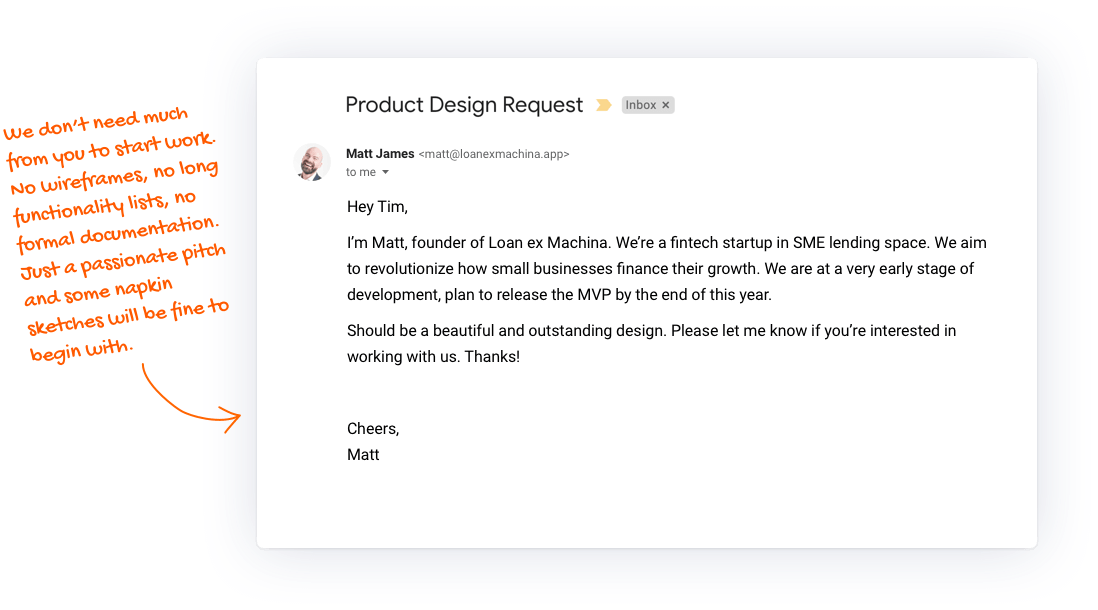 We don't need much
from you to start work.
No wireframes, no long
functionality lists, no
formal documentation.
Just a passionate pitch
and some napkin
sketches will be fine to
begin with.
Product Design Request
Inbox ×
Matt James <matt@loanexmachina.app>
to me
Hey Tim,
I’m Matt, founder of Loan ex Machina. We’re a fintech startup in SME lending space. We aim
to revolutionize how small businesses finance their growth. We are at a very early stage of
development, plan to release the MVP by the end of this year.
Should be a beautiful and outstanding design. Please let me know if you’re interested in
working with us. Thanks!
Cheers,
Matt